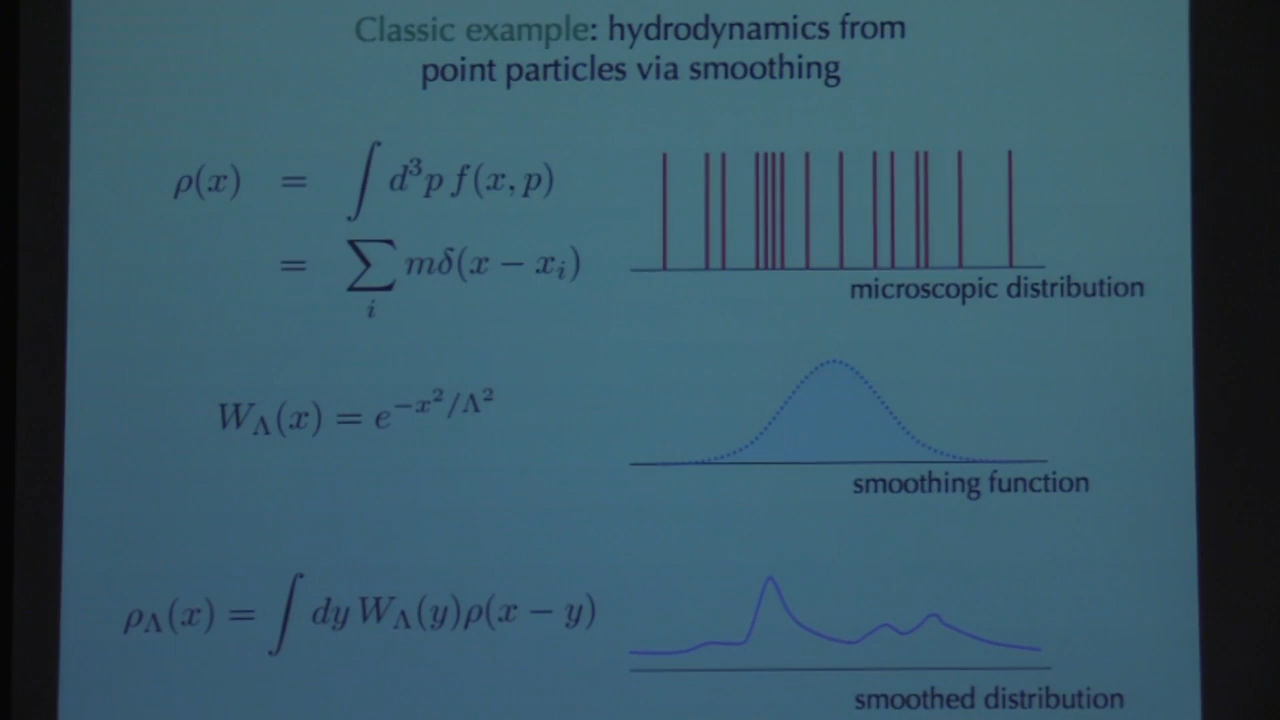 Classic example: hydrodynamics from
point particles via smoothing
ρ(x) = ∫ d³p f(x, p)
= ∑ᵢ mδ(x − xᵢ)
microscopic distribution
W_Λ(x) = e^{−x²/Λ²}
smoothing function
ρ_Λ(x) = ∫ dy W_Λ(y)ρ(x − y)
smoothed distribution